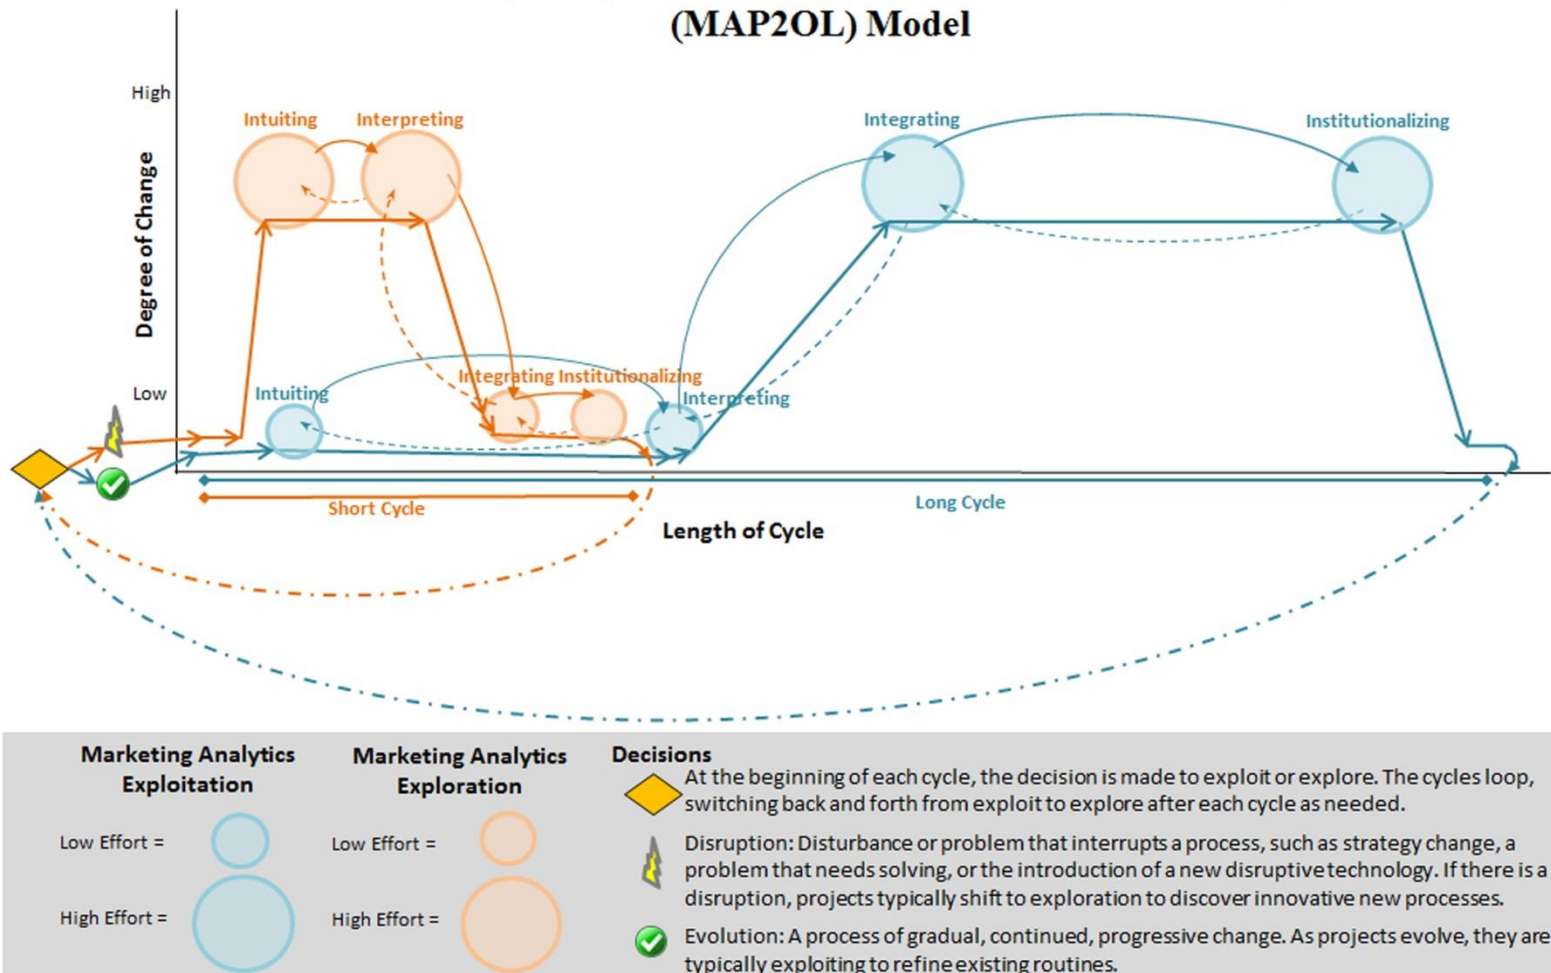 (MAP2OL) Model
High
Intuiting
Interpreting
Integrating
Institutionalizing
Degree of Change
Low
Intuiting
Integrating Institutionalizing
Interpreting
Short Cycle
Long Cycle
Length of Cycle
Marketing Analytics
Exploitation
Low Effort =
High Effort =
Marketing Analytics
Exploration
Low Effort =
High Effort =
Decisions
At the beginning of each cycle, the decision is made to exploit or explore. The cycles loop,
switching back and forth from exploit to explore after each cycle as needed.
Disruption: Disturbance or problem that interrupts a process, such as strategy change, a
problem that needs solving, or the introduction of a new disruptive technology. If there is a
disruption, projects typically shift to exploration to discover innovative new processes.
Evolution: A process of gradual, continued, progressive change. As projects evolve, they are
typically exploiting to refine existing routines.